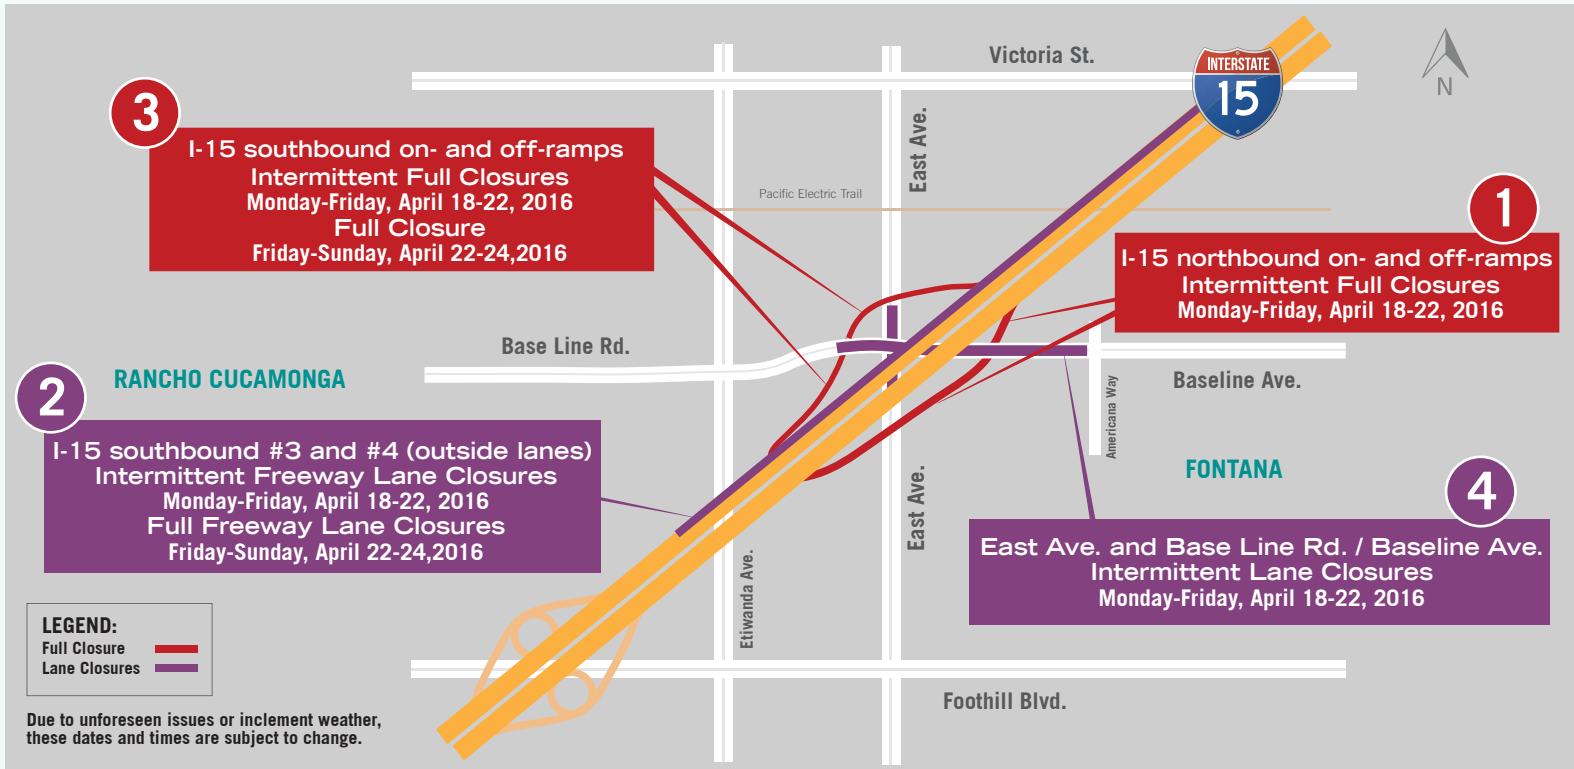 Victoria St.
INTERSTATE
15
N
3
I-15 southbound on- and off-ramps
Intermittent Full Closures
Monday-Friday, April 18-22, 2016
Full Closure
Friday-Sunday, April 22-24,2016
East Ave.
Pacific Electric Trail
1
I-15 northbound on- and off-ramps
Intermittent Full Closures
Monday-Friday, April 18-22, 2016
Base Line Rd.
RANCHO CUCAMONGA
Baseline Ave.
Americana Way
2
I-15 southbound #3 and #4 (outside lanes)
Intermittent Freeway Lane Closures
Monday-Friday, April 18-22, 2016
Full Freeway Lane Closures
Friday-Sunday, April 22-24,2016
FONTANA
East Ave.
4
East Ave. and Base Line Rd. / Baseline Ave.
Intermittent Lane Closures
Monday-Friday, April 18-22, 2016
Etiwanda Ave.
LEGEND:
Full Closure
Lane Closures
Foothill Blvd.
Due to unforeseen issues or inclement weather,
these dates and times are subject to change.